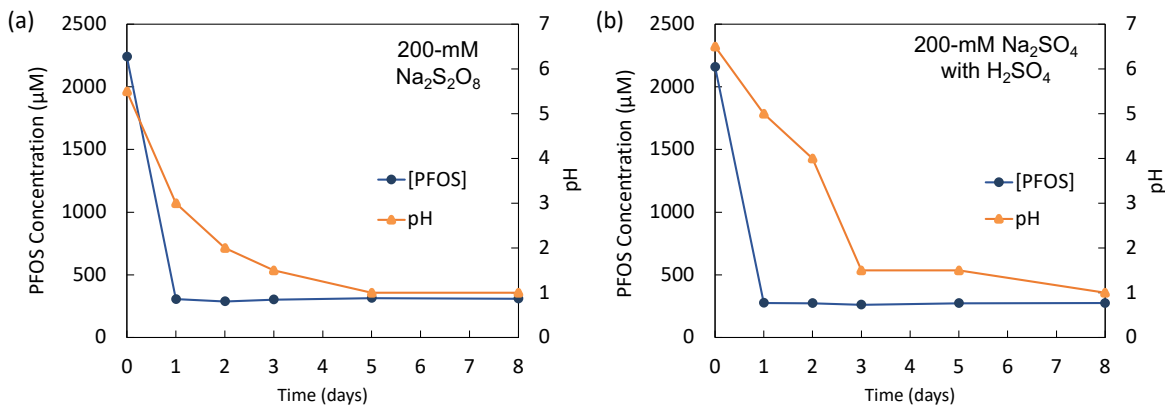 (a)
2500
2000
1500
1000
500
0
PFOS Concentration (µM)
200-mM
Na₂S₂O₈
[PFOS]
pH
7
6
5
4
3
2
1
0
pH
0 1 2 3 4 5 6 7 8
Time (days)
(b)
2500
2000
1500
1000
500
0
PFOS Concentration (µM)
200-mM Na₂SO₄
with H₂SO₄
[PFOS]
pH
7
6
5
4
3
2
1
0
pH
0 1 2 3 4 5 6 7 8
Time (days)